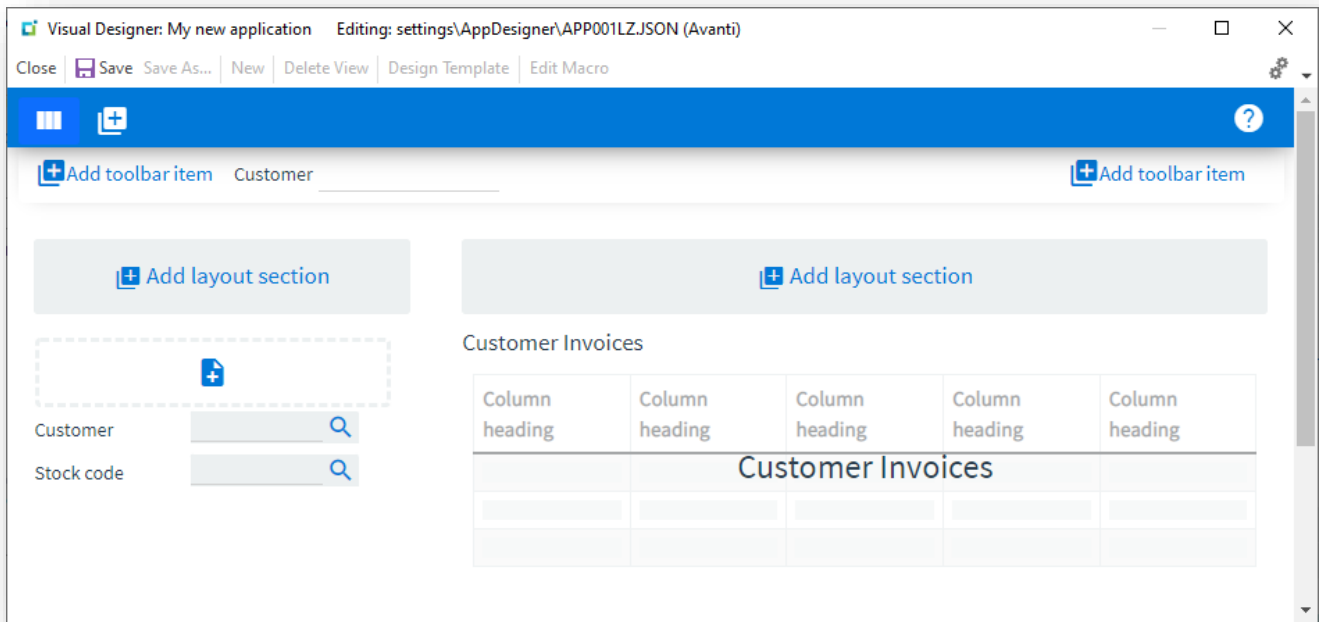 Visual Designer: My new application Editing: settings\AppDesigner\APP001LZ.JSON (Avanti)
Close Save Save As... New Delete View Design Template Edit Macro
Add toolbar item Customer Add toolbar item
Add layout section Add layout section
Customer Invoices
Column Column Column Column Column
heading heading heading heading heading
Customer
Customer Invoices
Stock code